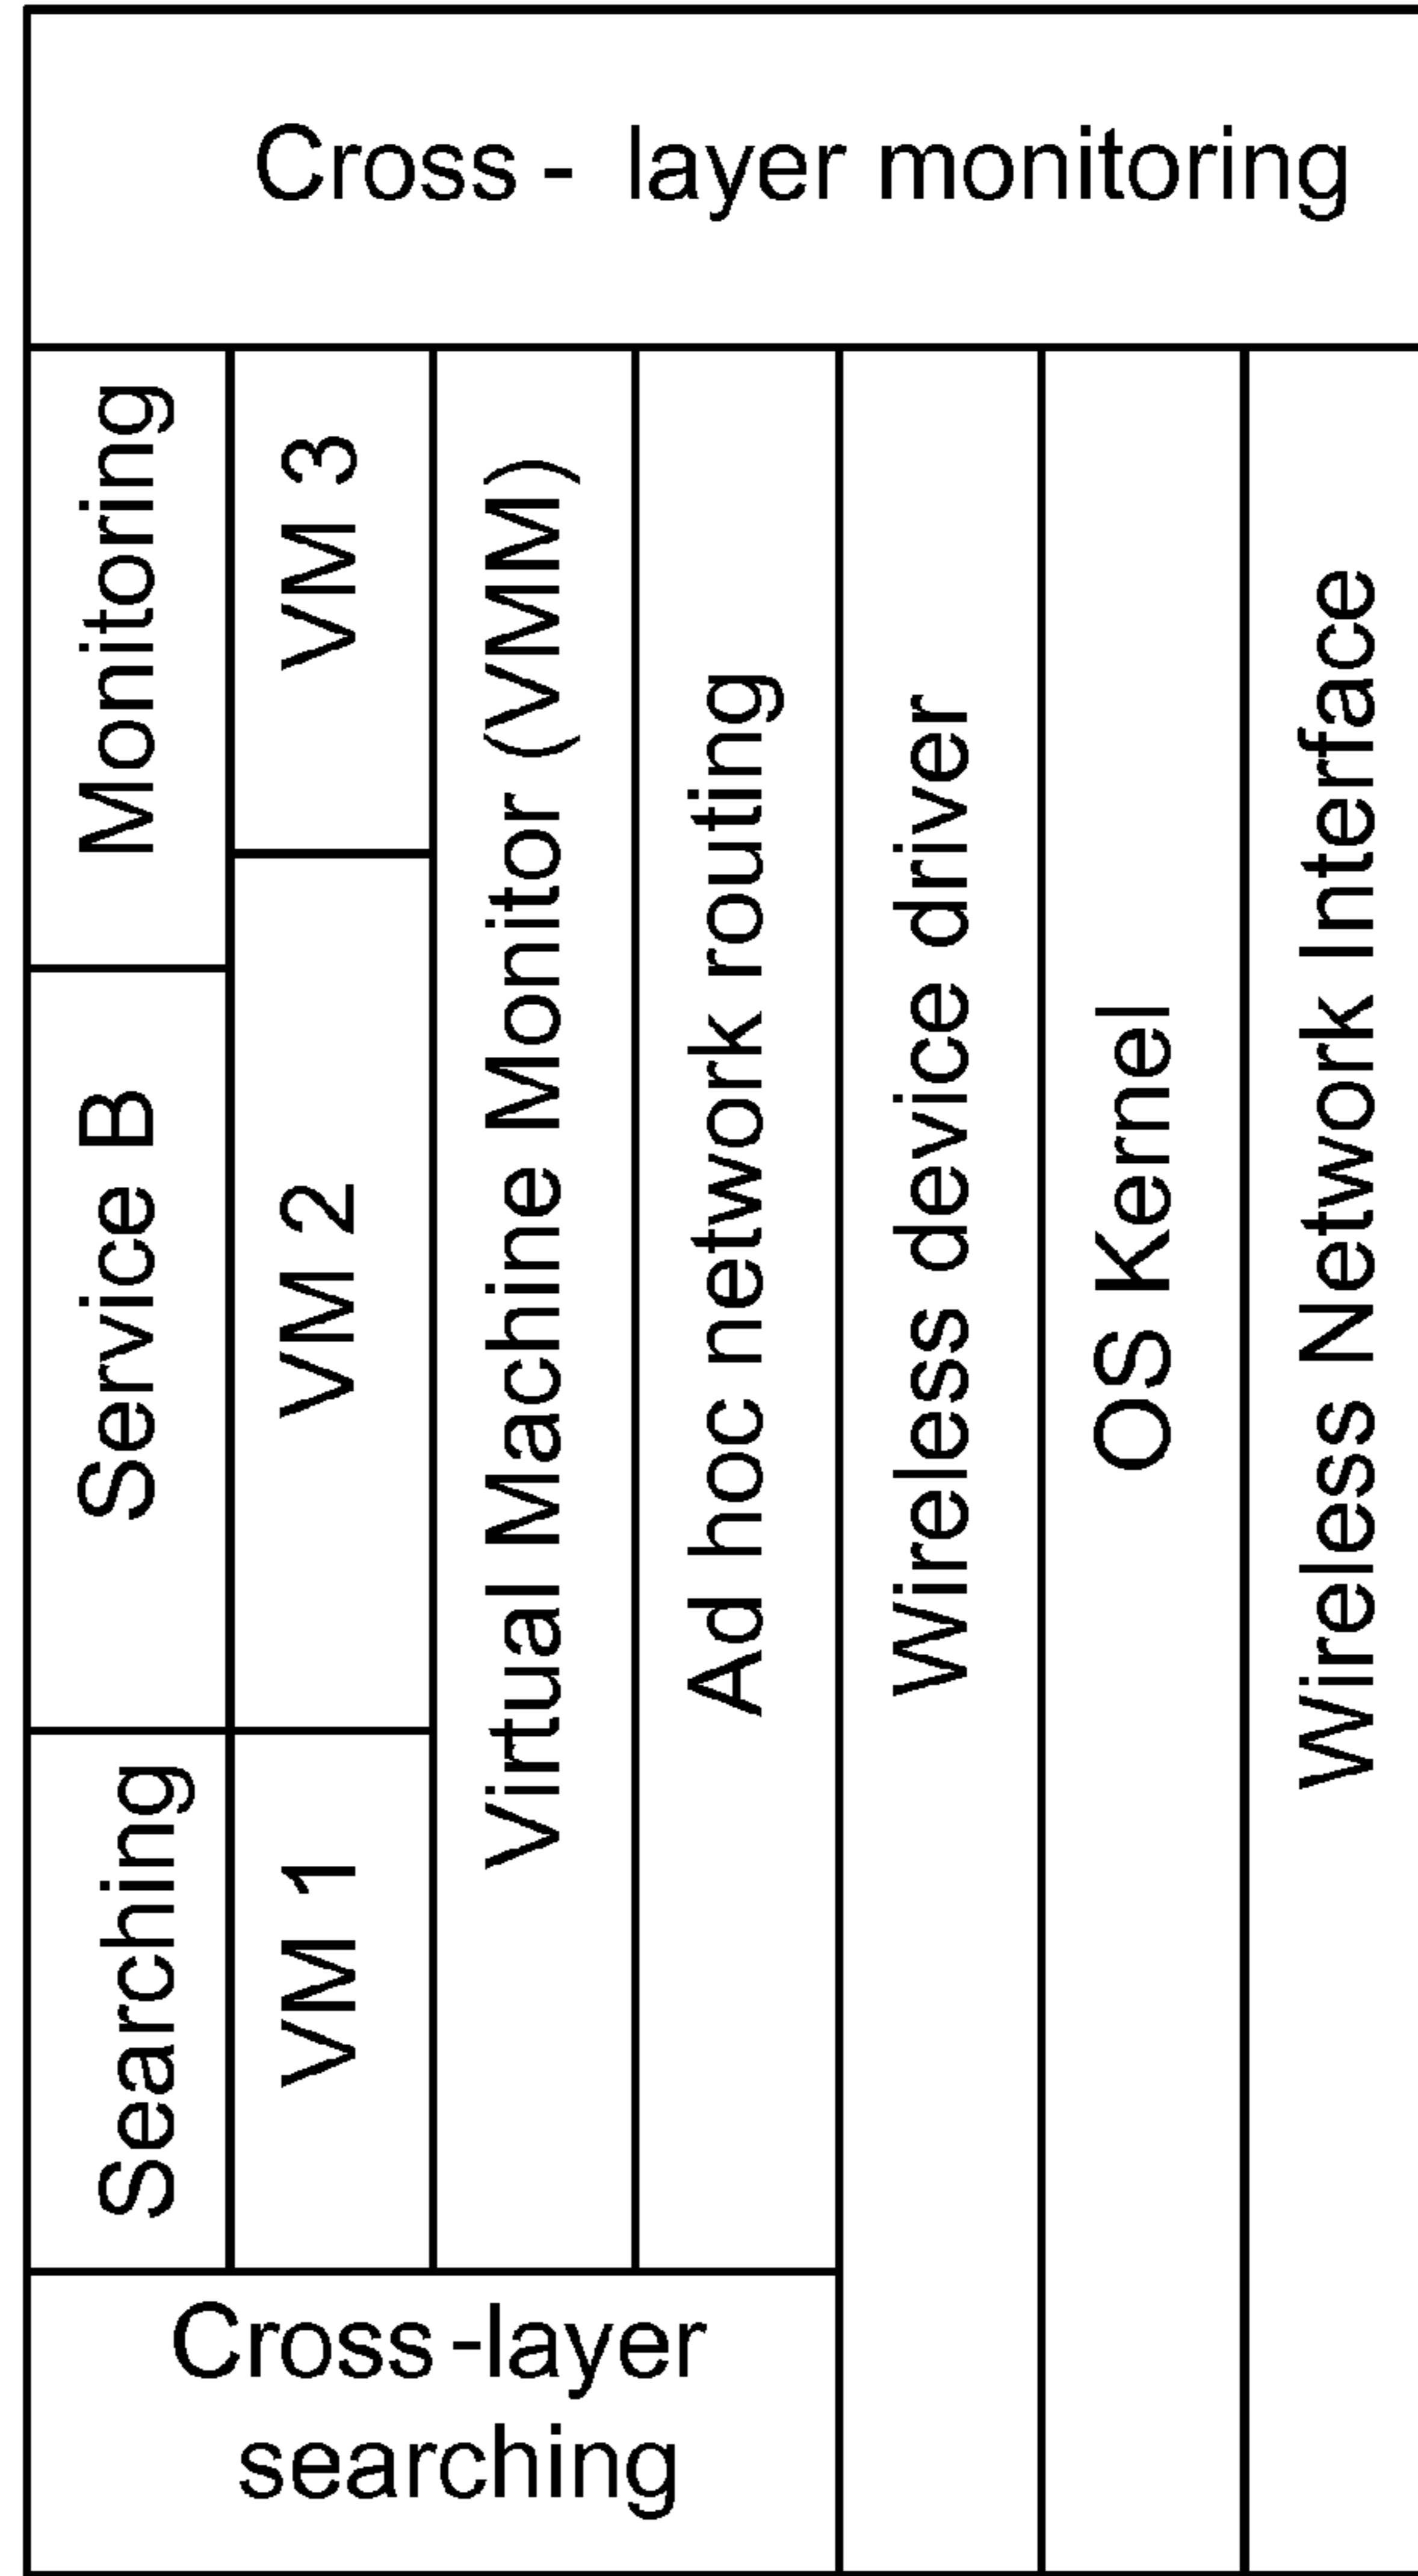 Cross - layer monitoring
Monitoring
Service B
Searching
VM 3
VM 2
VM 1
Virtual Machine Monitor (VMM)
Ad hoc network routing
Wireless device driver
OS Kernel
Wireless Network Interface
Cross-layer
searching